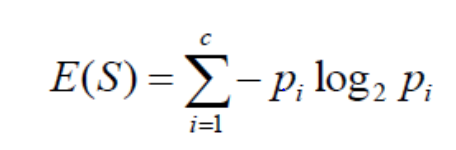 E(S) = \sum_{i=1}^{c} - p_i \log_2 p_i